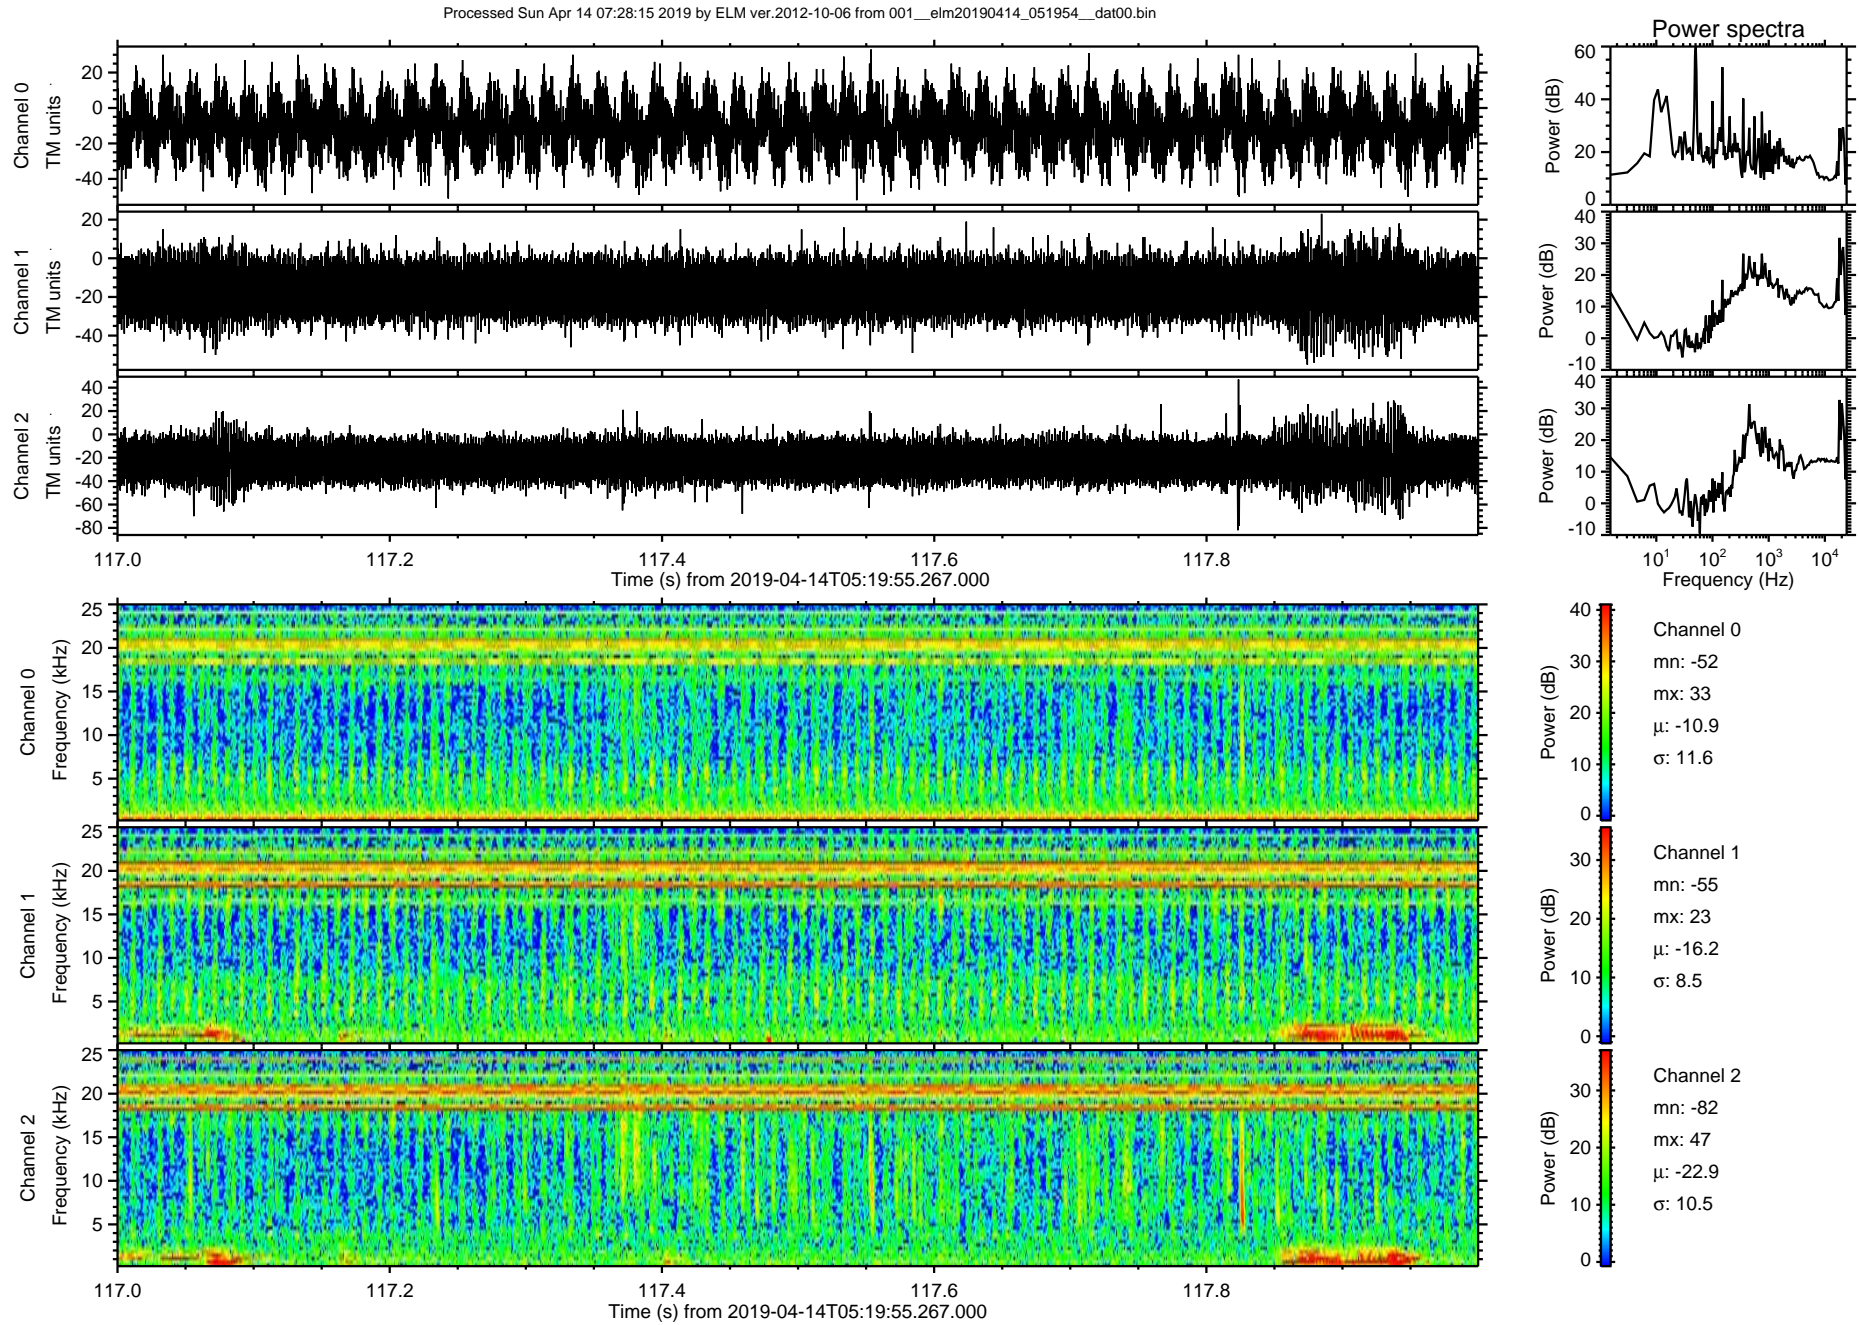 Processed Sun Apr 14 07:28:15 2019 by ELM ver.2012-10-06 from 001__elm20190414_051954__dat00.bin
Power spectra
Channel 0
TM units
20
0
-20
-40
Power (dB)
60
40
20
0
Channel 1
TM units
20
0
-20
-40
Power (dB)
40
30
20
10
0
-10
Channel 2
TM units
40
20
0
-20
-40
-60
-80
Power (dB)
40
30
20
10
0
-10
117.0 117.2 117.4 117.6 117.8
Time (s) from 2019-04-14T05:19:55.267.000
10^1 10^2 10^3 10^4
Frequency (Hz)
Channel 0
Frequency (kHz)
25
20
15
10
5
Power (dB)
40
30
20
10
0
Channel 0
mn: -52
mx: 33
μ: -10.9
σ: 11.6
Channel 1
Frequency (kHz)
25
20
15
10
5
Power (dB)
30
20
10
0
Channel 1
mn: -55
mx: 23
μ: -16.2
σ: 8.5
Channel 2
Frequency (kHz)
25
20
15
10
5
Power (dB)
30
20
10
0
Channel 2
mn: -82
mx: 47
μ: -22.9
σ: 10.5
117.0 117.2 117.4 117.6 117.8
Time (s) from 2019-04-14T05:19:55.267.000